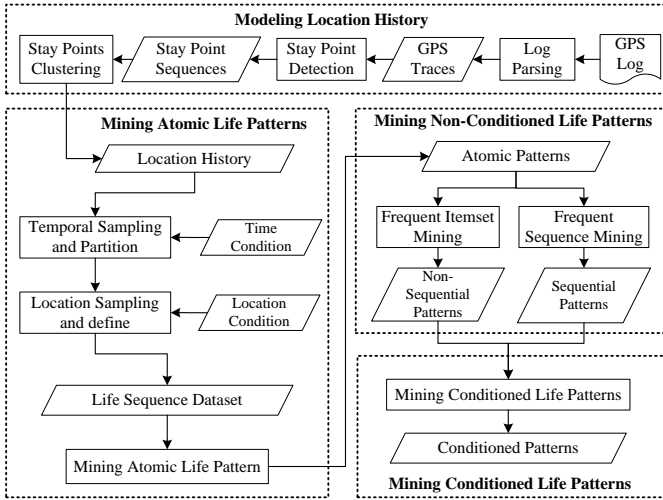 Modeling Location History
Stay Points
Clustering
Stay Point
Sequences
Stay Point
Detection
GPS
Traces
Log
Parsing
GPS
Log
Mining Atomic Life Patterns
Location History
Temporal Sampling
and Partition
Time
Condition
Location Sampling
and define
Location
Condition
Life Sequence Dataset
Mining Atomic Life Pattern
Mining Non-Conditioned Life Patterns
Atomic Patterns
Frequent Itemset
Mining
Frequent
Sequence Mining
Non-
Sequential
Patterns
Sequential
Patterns
Mining Conditioned Life Patterns
Conditioned Patterns
Mining Conditioned Life Patterns